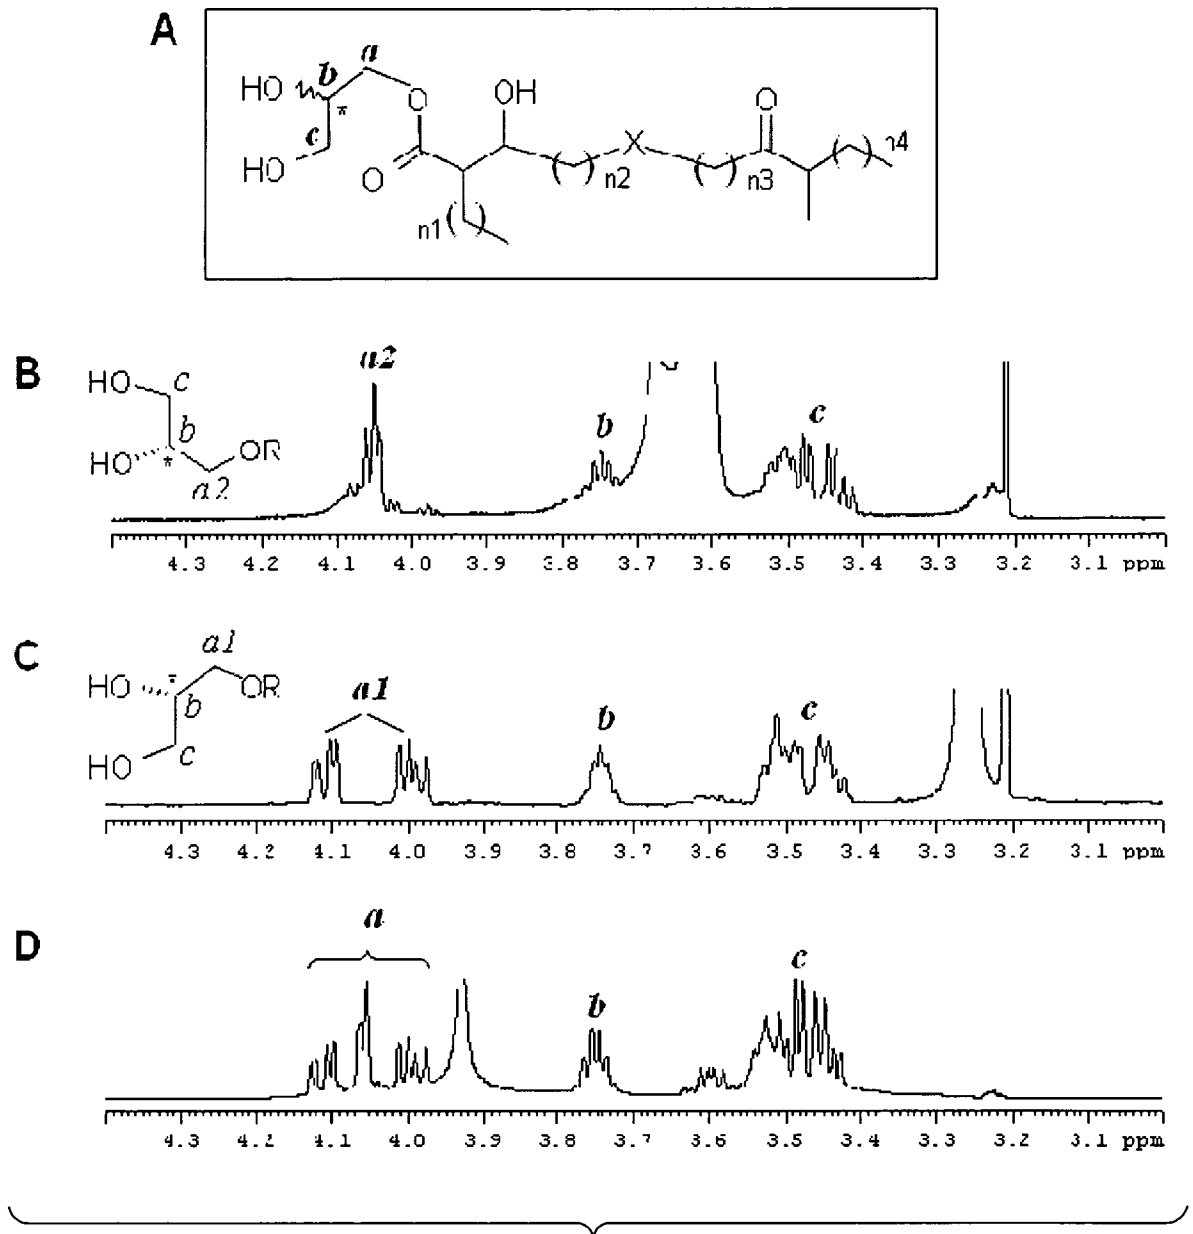 A
a
HO b
*
O OH O
c
HO O X n4
n2 n3
n1
B
a2
HO c b c
b
HO * OR
a2
4.3 4.2 4.1 4.0 3.9 3.8 3.7 3.6 3.5 3.4 3.3 3.2 3.1 ppm
C
a1
HO * OR a1 b c
b
c
HO
4.3 4.2 4.1 4.0 3.9 3.8 3.7 3.6 3.5 3.4 3.3 3.2 3.1 ppm
D
a
b c
4.3 4.2 4.1 4.0 3.9 3.8 3.7 3.6 3.5 3.4 3.3 3.2 3.1 ppm